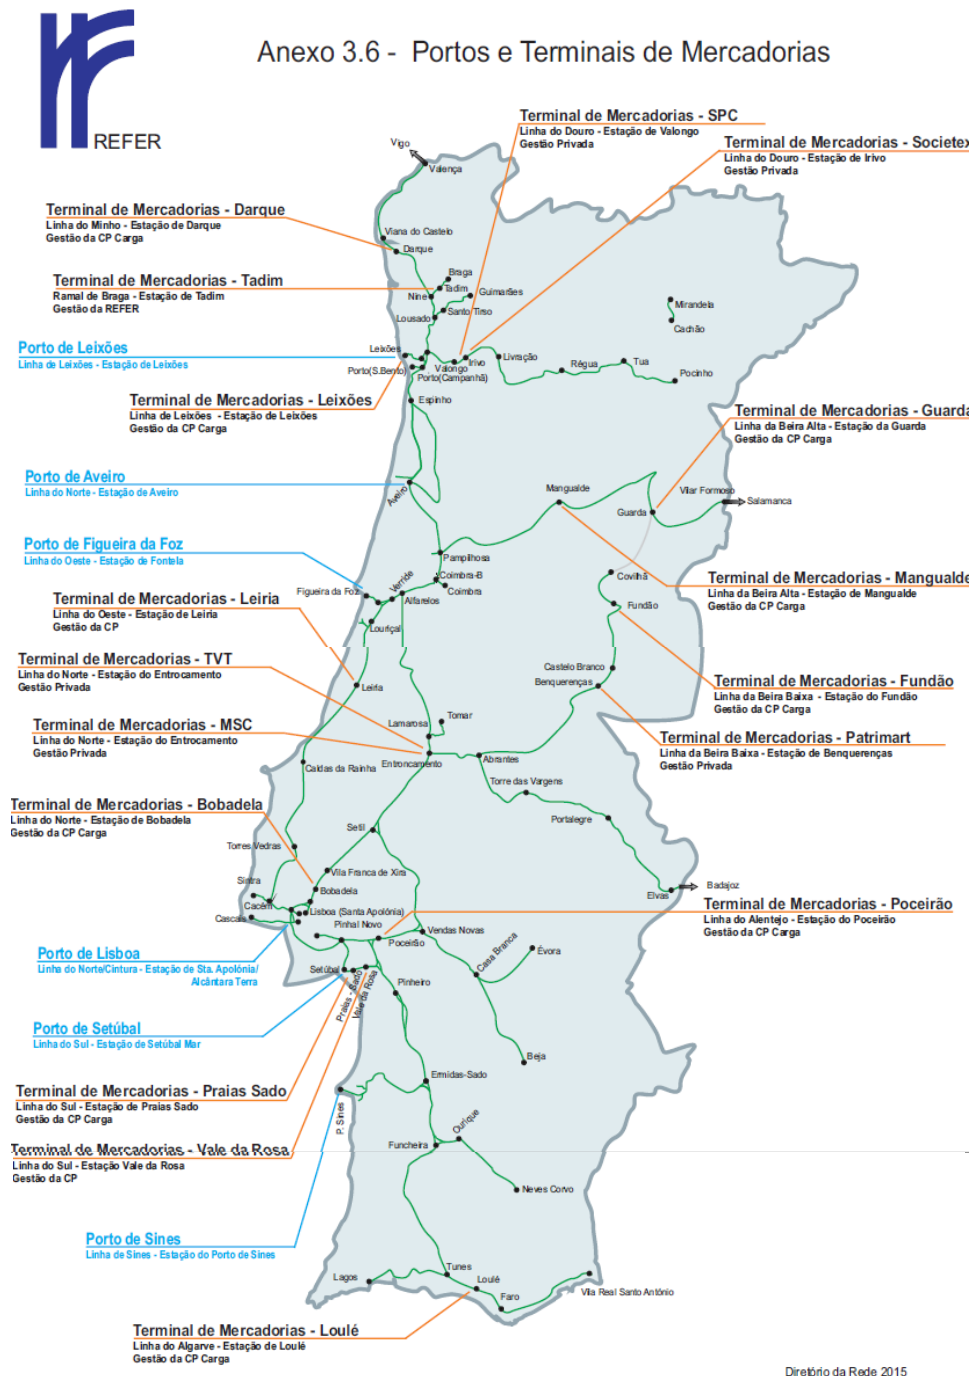 REFER
Anexo 3.6 - Portos e Terminais de Mercadorias
Terminal de Mercadorias - SPC
Linha do Douro - Estação de Valongo
Gestão Privada
Terminal de Mercadorias - Societex
Linha do Douro - Estação de Irivo
Gestão Privada
Vigo
Valença
Terminal de Mercadorias - Darque
Linha do Minho - Estação de Darque
Gestão da CP Carga
Viana do Castelo
Darque
Terminal de Mercadorias - Tadim
Ramal de Braga - Estação de Tadim
Gestão da REFER
Braga
Tadim
Nine
Guimarães
Santo Tirso
Lousado
Mirandela
Cachão
Porto de Leixões
Linha de Leixões - Estação de Leixões
Leixões
Porto(S.Bento)
Porto(Campanhã)
Valongo
Irivo
Livração
Régua
Tua
Pocinho
Terminal de Mercadorias - Leixões
Linha de Leixões - Estação de Leixões
Gestão da CP Carga
Espinho
Terminal de Mercadorias - Guarda
Linha da Beira Alta - Estação da Guarda
Gestão da CP Carga
Porto de Aveiro
Linha do Norte - Estação de Aveiro
Aveiro
Mangualde
Vilar Formoso
Salamanca
Guarda
Porto de Figueira da Foz
Linha do Oeste - Estação de Fontela
Pampilhosa
Coimbra-B
Coimbra
Figueira da Foz
Verride
Alfarelos
Covilhã
Fundão
Terminal de Mercadorias - Mangualde
Linha da Beira Alta - Estação de Mangualde
Gestão da CP Carga
Terminal de Mercadorias - Leiria
Linha do Oeste - Estação de Leiria
Gestão da CP
Louriçal
Terminal de Mercadorias - TVT
Linha do Norte - Estação do Entrocamento
Gestão Privada
Leiria
Castelo Branco
Benquerenças
Terminal de Mercadorias - Fundão
Linha da Beira Baixa - Estação do Fundão
Gestão da CP Carga
Terminal de Mercadorias - MSC
Linha do Norte - Estação do Entrocamento
Gestão Privada
Tomar
Lamarosa
Entroncamento
Abrantes
Terminal de Mercadorias - Patrimart
Linha da Beira Baixa - Estação de Benquerenças
Gestão Privada
Caldas da Rainha
Torre das Vargens
Portalegre
Terminal de Mercadorias - Bobadela
Linha do Norte - Estação de Bobadela
Gestão da CP Carga
Setil
Torres Vedras
Vila Franca de Xira
Sintra
Bobadela
Elvas
Badajoz
Cacém
Cascais
Lisboa (Santa Apolónia)
Pinhal Novo
Poceirão
Vendas Novas
Terminal de Mercadorias - Poceirão
Linha do Alentejo - Estação do Poceirão
Gestão da CP Carga
Porto de Lisboa
Linha do Norte/Cintura - Estação de Sta. Apolónia/
Alcântara Terra
Casa Branca
Évora
Setúbal
Praias - Sado
Vale da Rosa
Pinheiro
Porto de Setúbal
Linha do Sul - Estação de Setúbal Mar
Beja
Terminal de Mercadorias - Praias Sado
Linha do Sul - Estação de Praias Sado
Gestão da CP Carga
Ermidas-Sado
P. Sines
Ourique
Funcheira
Terminal de Mercadorias - Vale da Rosa
Linha do Sul - Estação Vale da Rosa
Gestão da CP
Neves Corvo
Porto de Sines
Linha de Sines - Estação do Porto de Sines
Lagos
Tunes
Loulé
Faro
Vila Real Santo António
Terminal de Mercadorias - Loulé
Linha do Algarve - Estação de Loulé
Gestão da CP Carga
Diretório da Rede 2015